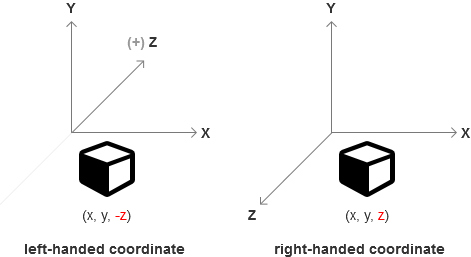 Y
(+) Z
X
(x, y, -z)
left-handed coordinate
Y
X
Z
(x, y, z)
right-handed coordinate